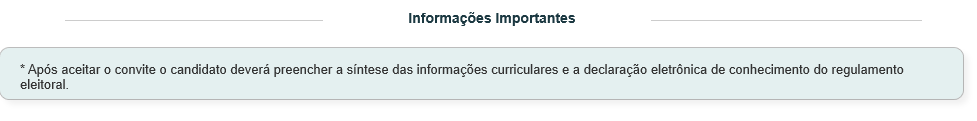 Informações Importantes
* Após aceitar o convite o candidato deverá preencher a síntese das informações curriculares e a declaração eletrônica de conhecimento do regulamento
eleitoral.